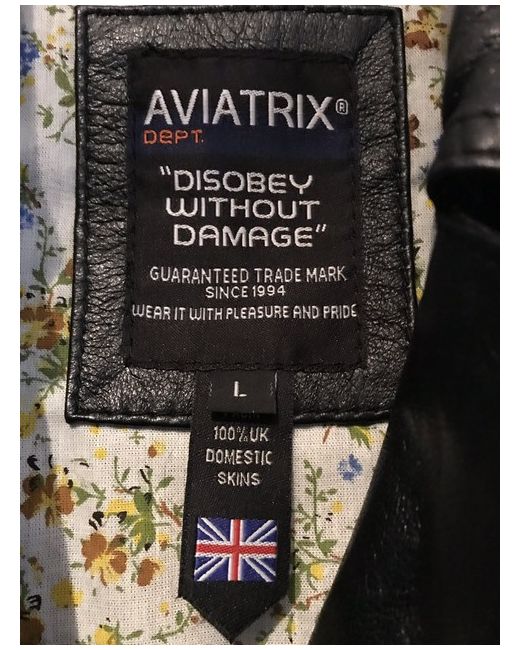 AVIATRIX®
DEPT.
"DISOBEY
WITHOUT
DAMAGE"
GUARANTEED TRADE MARK
SINCE 1994
WEAR IT WITH PLEASURE AND PRIDE
L
100% UK
DOMESTIC
SKINS